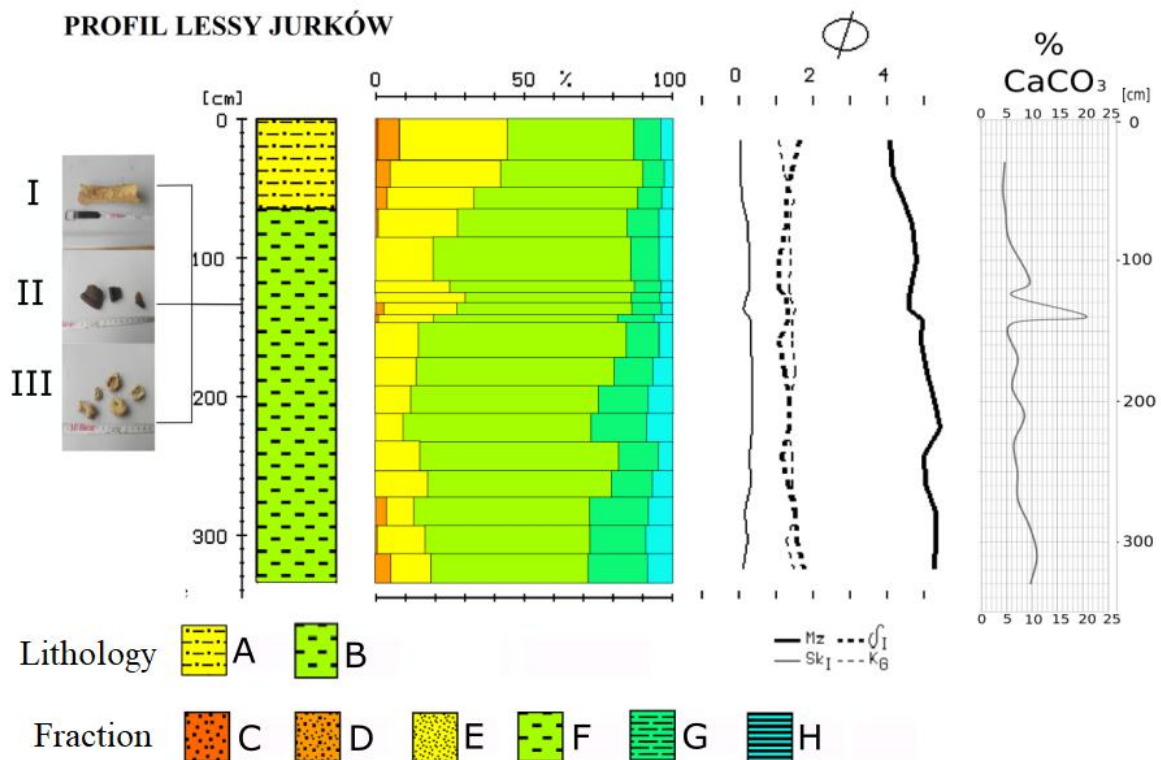 PROFIL LESSY JURKÓW
0 50 % 100
[cm]
0
100
200
300
I
II
III
0 2 4
%
CaCO₃
0 5 10 15 20 25
[cm]
0
100
200
300
0 5 10 15 20 25
Mz δI
SkI KG
Lithology A B
Fraction C D E F G H